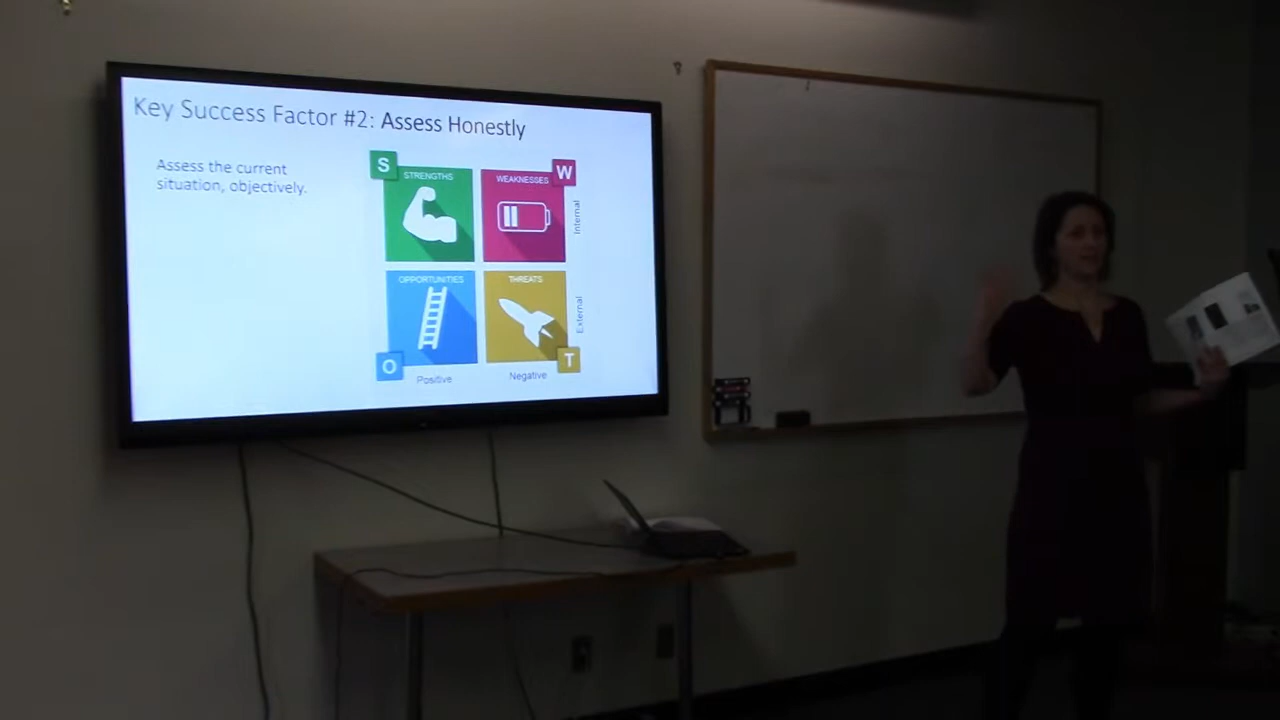 Key Success Factor #2: Assess Honestly
Assess the current
situation, objectively.
S
STRENGTHS
WEAKNESSES
W
Internal
OPPORTUNITIES
THREATS
External
O
T
Positive
Negative